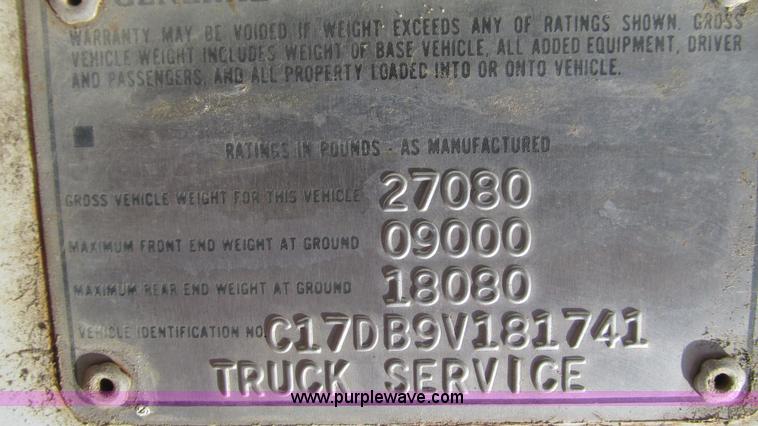 GENERAL
WARRANTY MAY BE VOIDED IF WEIGHT EXCEEDS ANY OF RATINGS SHOWN. GROSS
VEHICLE WEIGHT INCLUDES WEIGHT OF BASE VEHICLE, ALL ADDED EQUIPMENT, DRIVER
AND PASSENGERS, AND ALL PROPERTY LOADED INTO OR ONTO VEHICLE.
RATINGS IN POUNDS - AS MANUFACTURED
GROSS VEHICLE WEIGHT FOR THIS VEHICLE 27080
MAXIMUM FRONT END WEIGHT AT GROUND 09000
MAXIMUM REAR END WEIGHT AT GROUND 18080
VEHICLE IDENTIFICATION NO. C17DB9V181741
TRUCK SERVICE
www.purplewave.com